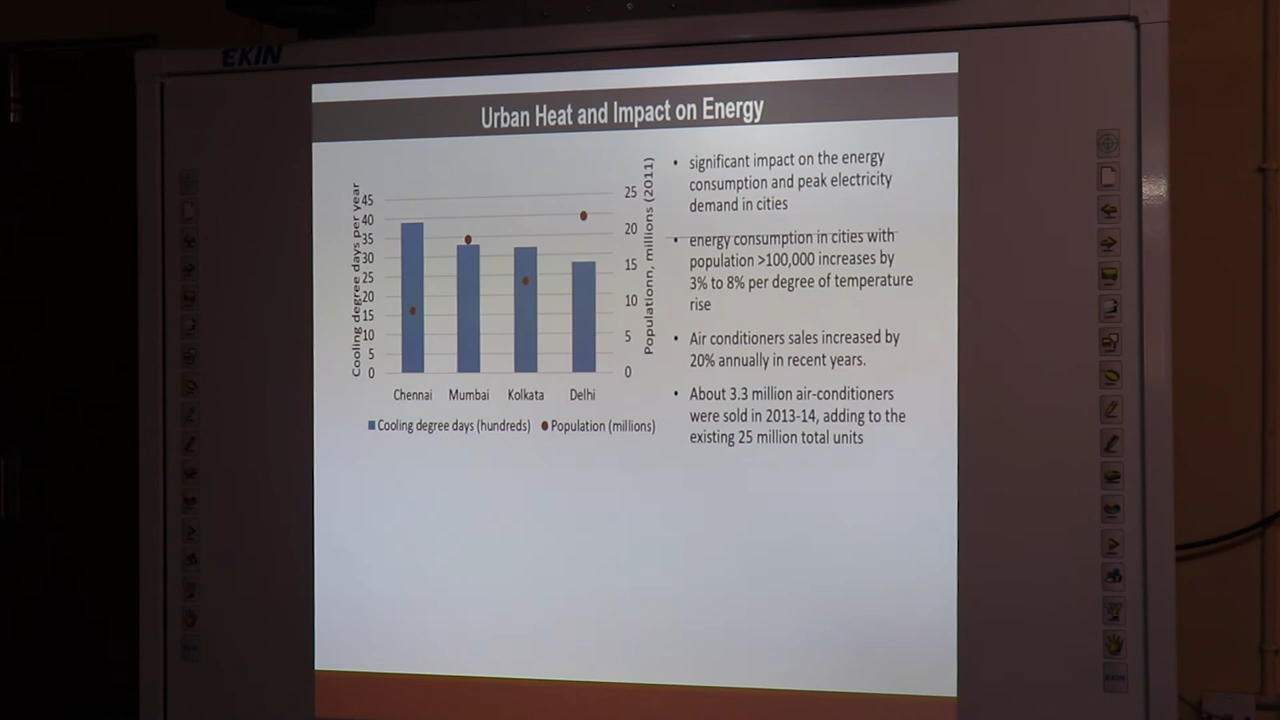 EKIN
Urban Heat and Impact on Energy
Cooling degree days per year
45
40
35
30
25
20
15
10
5
0
Chennai Mumbai Kolkata Delhi
25
20
15
10
5
0
Populationn, millions (2011)
Cooling degree days (hundreds) Population (millions)
• significant impact on the energy
consumption and peak electricity
demand in cities
• energy consumption in cities with
population >100,000 increases by
3% to 8% per degree of temperature
rise
• Air conditioners sales increased by
20% annually in recent years.
• About 3.3 million air-conditioners
were sold in 2013-14, adding to the
existing 25 million total units
EKIN